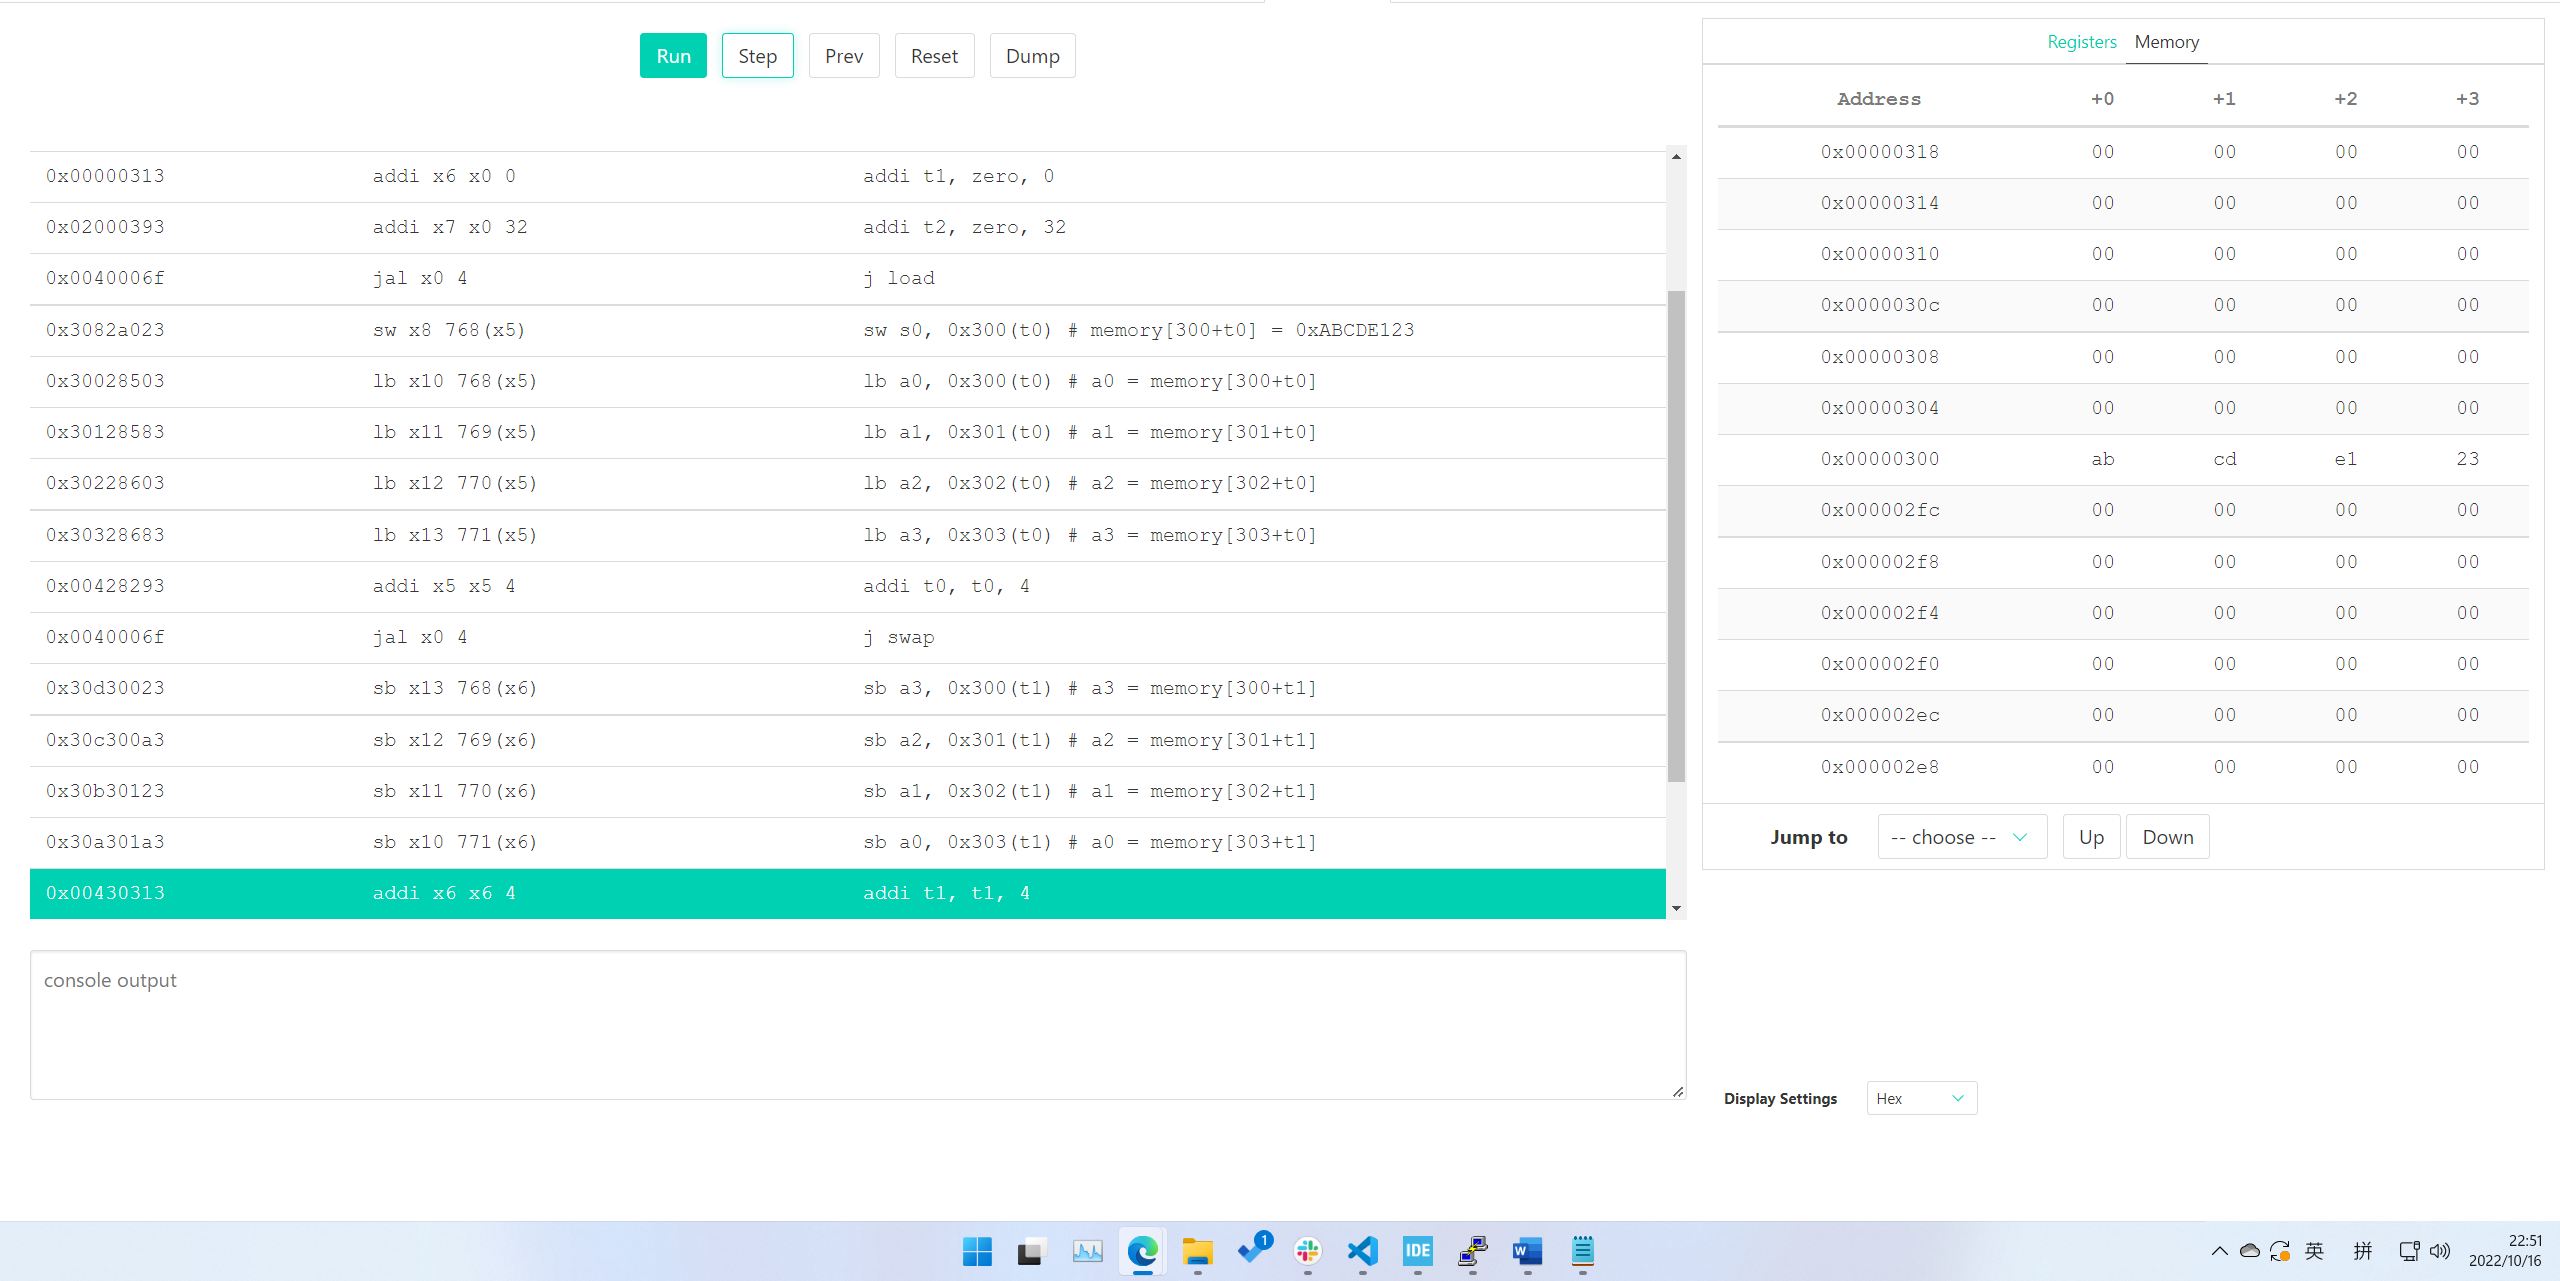 Run Step Prev Reset Dump
Registers Memory
0x00000313 addi x6 x0 0 addi t1, zero, 0
0x02000393 addi x7 x0 32 addi t2, zero, 32
0x0040006f jal x0 4 j load
0x3082a023 sw x8 768(x5) sw s0, 0x300(t0) # memory[300+t0] = 0xABCDE123
0x30028503 lb x10 768(x5) lb a0, 0x300(t0) # a0 = memory[300+t0]
0x30128583 lb x11 769(x5) lb a1, 0x301(t0) # a1 = memory[301+t0]
0x30228603 lb x12 770(x5) lb a2, 0x302(t0) # a2 = memory[302+t0]
0x30328683 lb x13 771(x5) lb a3, 0x303(t0) # a3 = memory[303+t0]
0x00428293 addi x5 x5 4 addi t0, t0, 4
0x0040006f jal x0 4 j swap
0x30d30023 sb x13 768(x6) sb a3, 0x300(t1) # a3 = memory[300+t1]
0x30c300a3 sb x12 769(x6) sb a2, 0x301(t1) # a2 = memory[301+t1]
0x30b30123 sb x11 770(x6) sb a1, 0x302(t1) # a1 = memory[302+t1]
0x30a301a3 sb x10 771(x6) sb a0, 0x303(t1) # a0 = memory[303+t1]
0x00430313 addi x6 x6 4 addi t1, t1, 4
console output
Address +0 +1 +2 +3
0x00000318 00 00 00 00
0x00000314 00 00 00 00
0x00000310 00 00 00 00
0x0000030c 00 00 00 00
0x00000308 00 00 00 00
0x00000304 00 00 00 00
0x00000300 ab cd e1 23
0x000002fc 00 00 00 00
0x000002f8 00 00 00 00
0x000002f4 00 00 00 00
0x000002f0 00 00 00 00
0x000002ec 00 00 00 00
0x000002e8 00 00 00 00
Jump to -- choose -- Up Down
Display Settings Hex
1
IDE
W
英 拼
22:51
2022/10/16